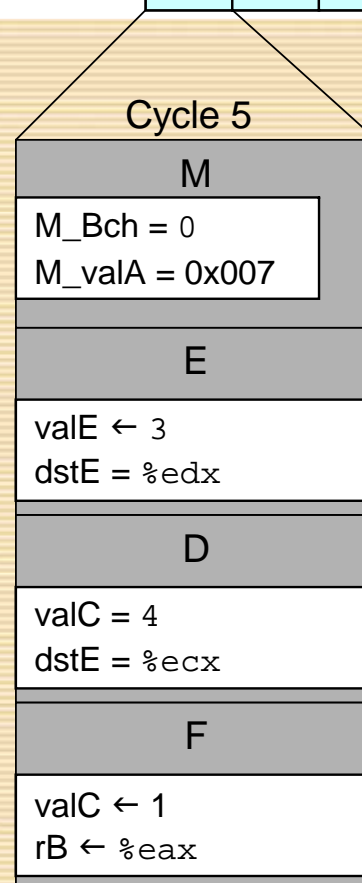 Cycle 5
M
M_Bch = 0
M_valA = 0x007
E
valE ← 3
dstE = %edx
D
valC = 4
dstE = %ecx
F
valC ← 1
rB ← %eax